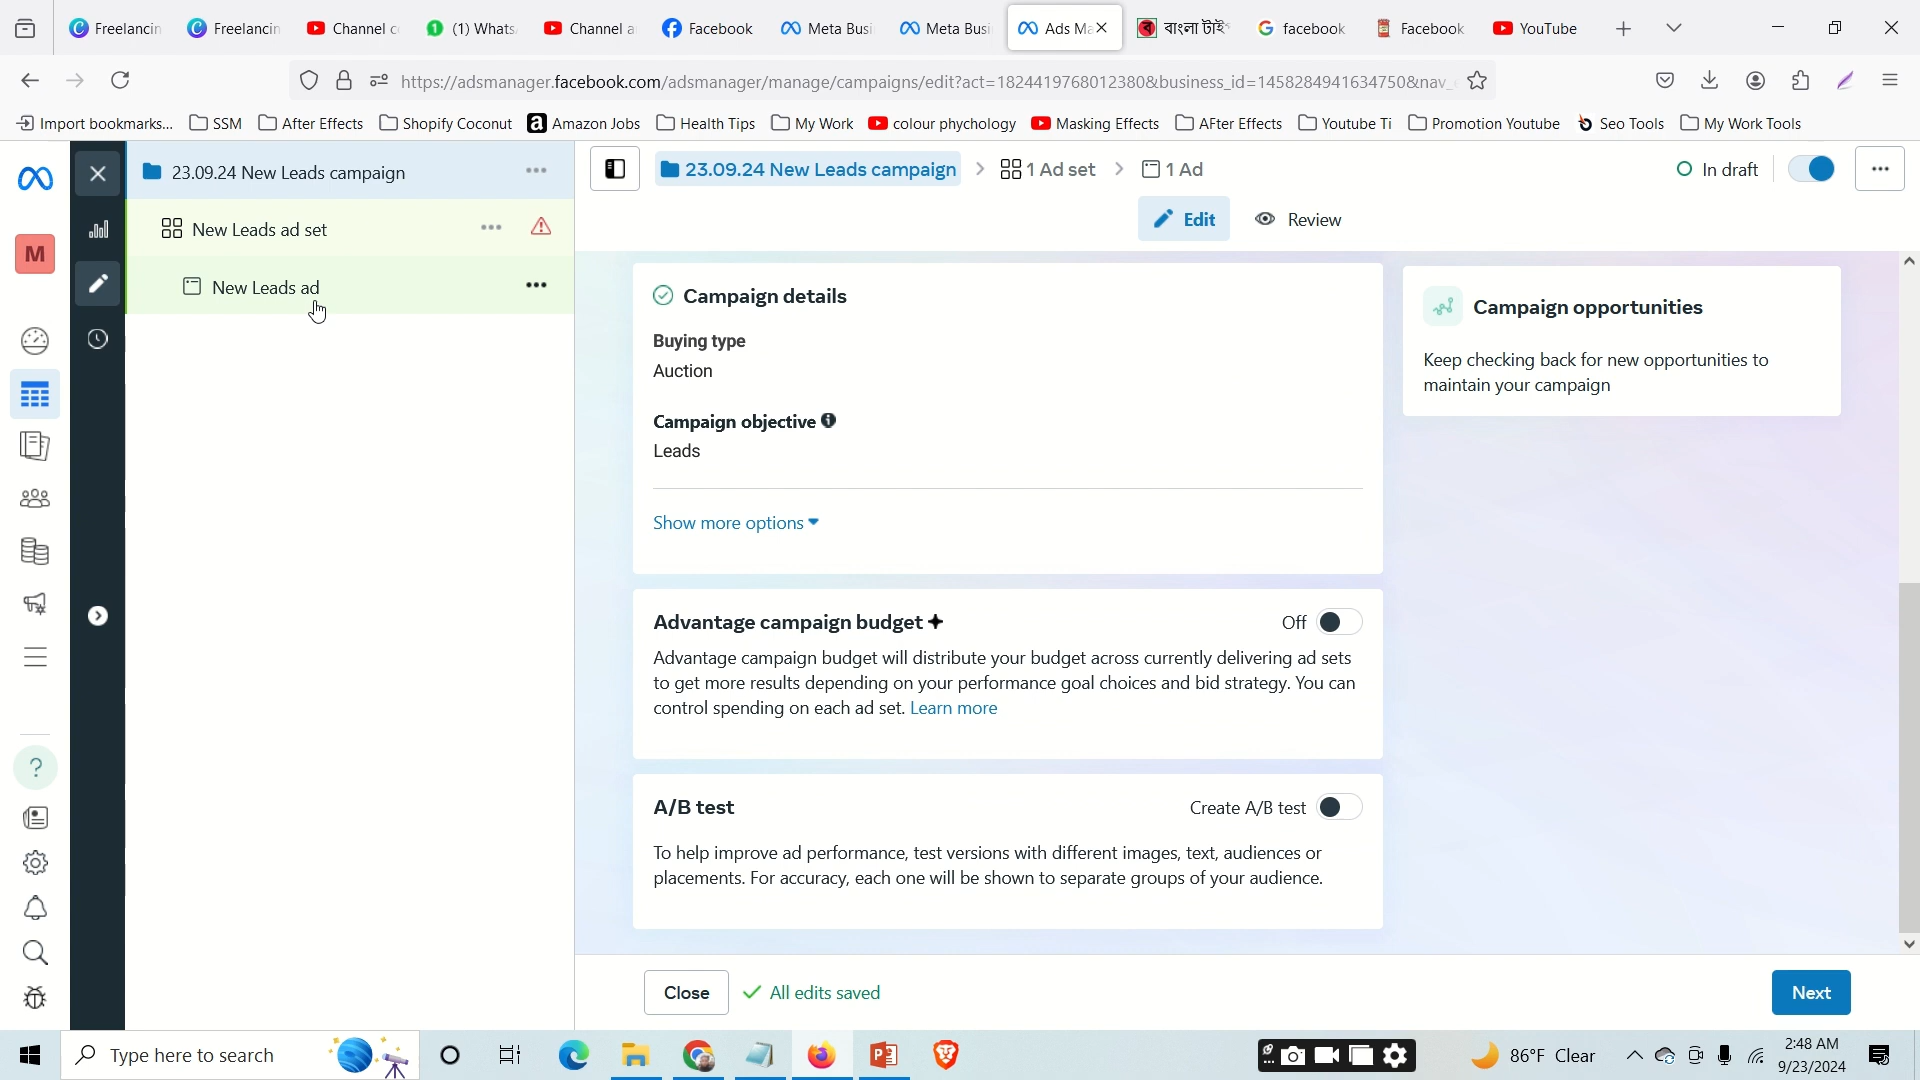 Freelancin
Freelancin
Channel c
(1) Whats
Channel a
Facebook
Meta Busi
Meta Busi
Ads Ma
বাংলা টাই
facebook
Facebook
YouTube
https://adsmanager.facebook.com/adsmanager/manage/campaigns/edit?act=1824419768012380&business_id=1458284941634750&nav_
Import bookmarks...
SSM
After Effects
Shopify Coconut
Amazon Jobs
Health Tips
My Work
colour phychology
Masking Effects
AFter Effects
Youtube Ti
Promotion Youtube
Seo Tools
My Work Tools
M
23.09.24 New Leads campaign
New Leads ad set
New Leads ad
23.09.24 New Leads campaign
1 Ad set
1 Ad
In draft
Edit
Review
Campaign details
Buying type
Auction
Campaign objective
Leads
Show more options
Campaign opportunities
Keep checking back for new opportunities to
maintain your campaign
Advantage campaign budget
Off
Advantage campaign budget will distribute your budget across currently delivering ad sets
to get more results depending on your performance goal choices and bid strategy. You can
control spending on each ad set. Learn more
A/B test
Create A/B test
To help improve ad performance, test versions with different images, text, audiences or
placements. For accuracy, each one will be shown to separate groups of your audience.
Close
All edits saved
Next
Type here to search
86°F Clear
2:48 AM
9/23/2024